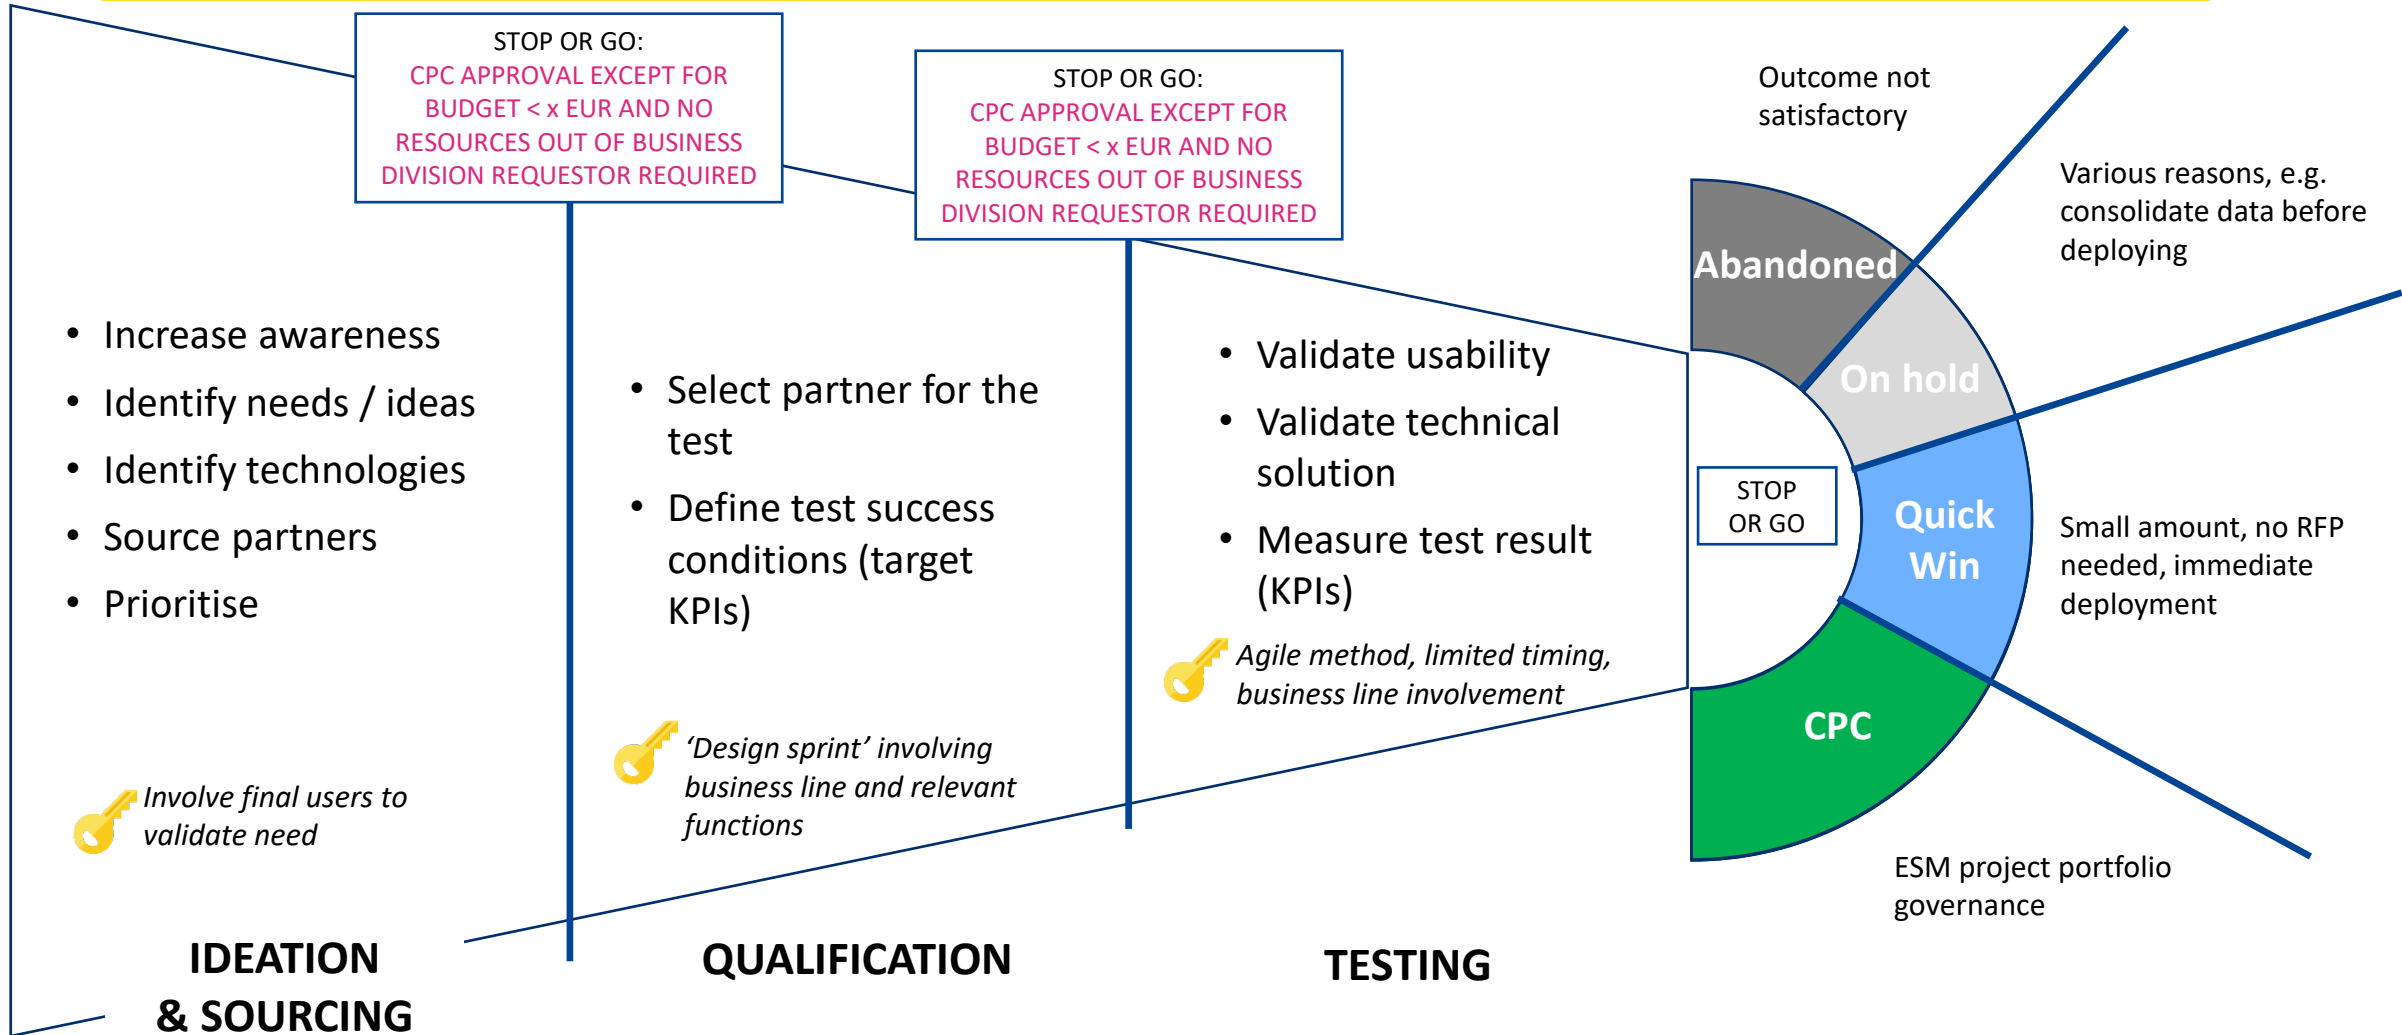 STOP OR GO:
CPC APPROVAL EXCEPT FOR
BUDGET < x EUR AND NO
RESOURCES OUT OF BUSINESS
DIVISION REQUESTOR REQUIRED
STOP OR GO:
CPC APPROVAL EXCEPT FOR
BUDGET < x EUR AND NO
RESOURCES OUT OF BUSINESS
DIVISION REQUESTOR REQUIRED
• Increase awareness
• Identify needs / ideas
• Identify technologies
• Source partners
• Prioritise
Involve final users to
validate need
IDEATION
& SOURCING
• Select partner for the
test
• Define test success
conditions (target
KPIs)
‘Design sprint’ involving
business line and relevant
functions
QUALIFICATION
• Validate usability
• Validate technical
solution
• Measure test result
(KPIs)
Agile method, limited timing,
business line involvement
TESTING
STOP
OR GO
Abandoned
Outcome not
satisfactory
On hold
Various reasons, e.g.
consolidate data before
deploying
Quick
Win
Small amount, no RFP
needed, immediate
deployment
CPC
ESM project portfolio
governance